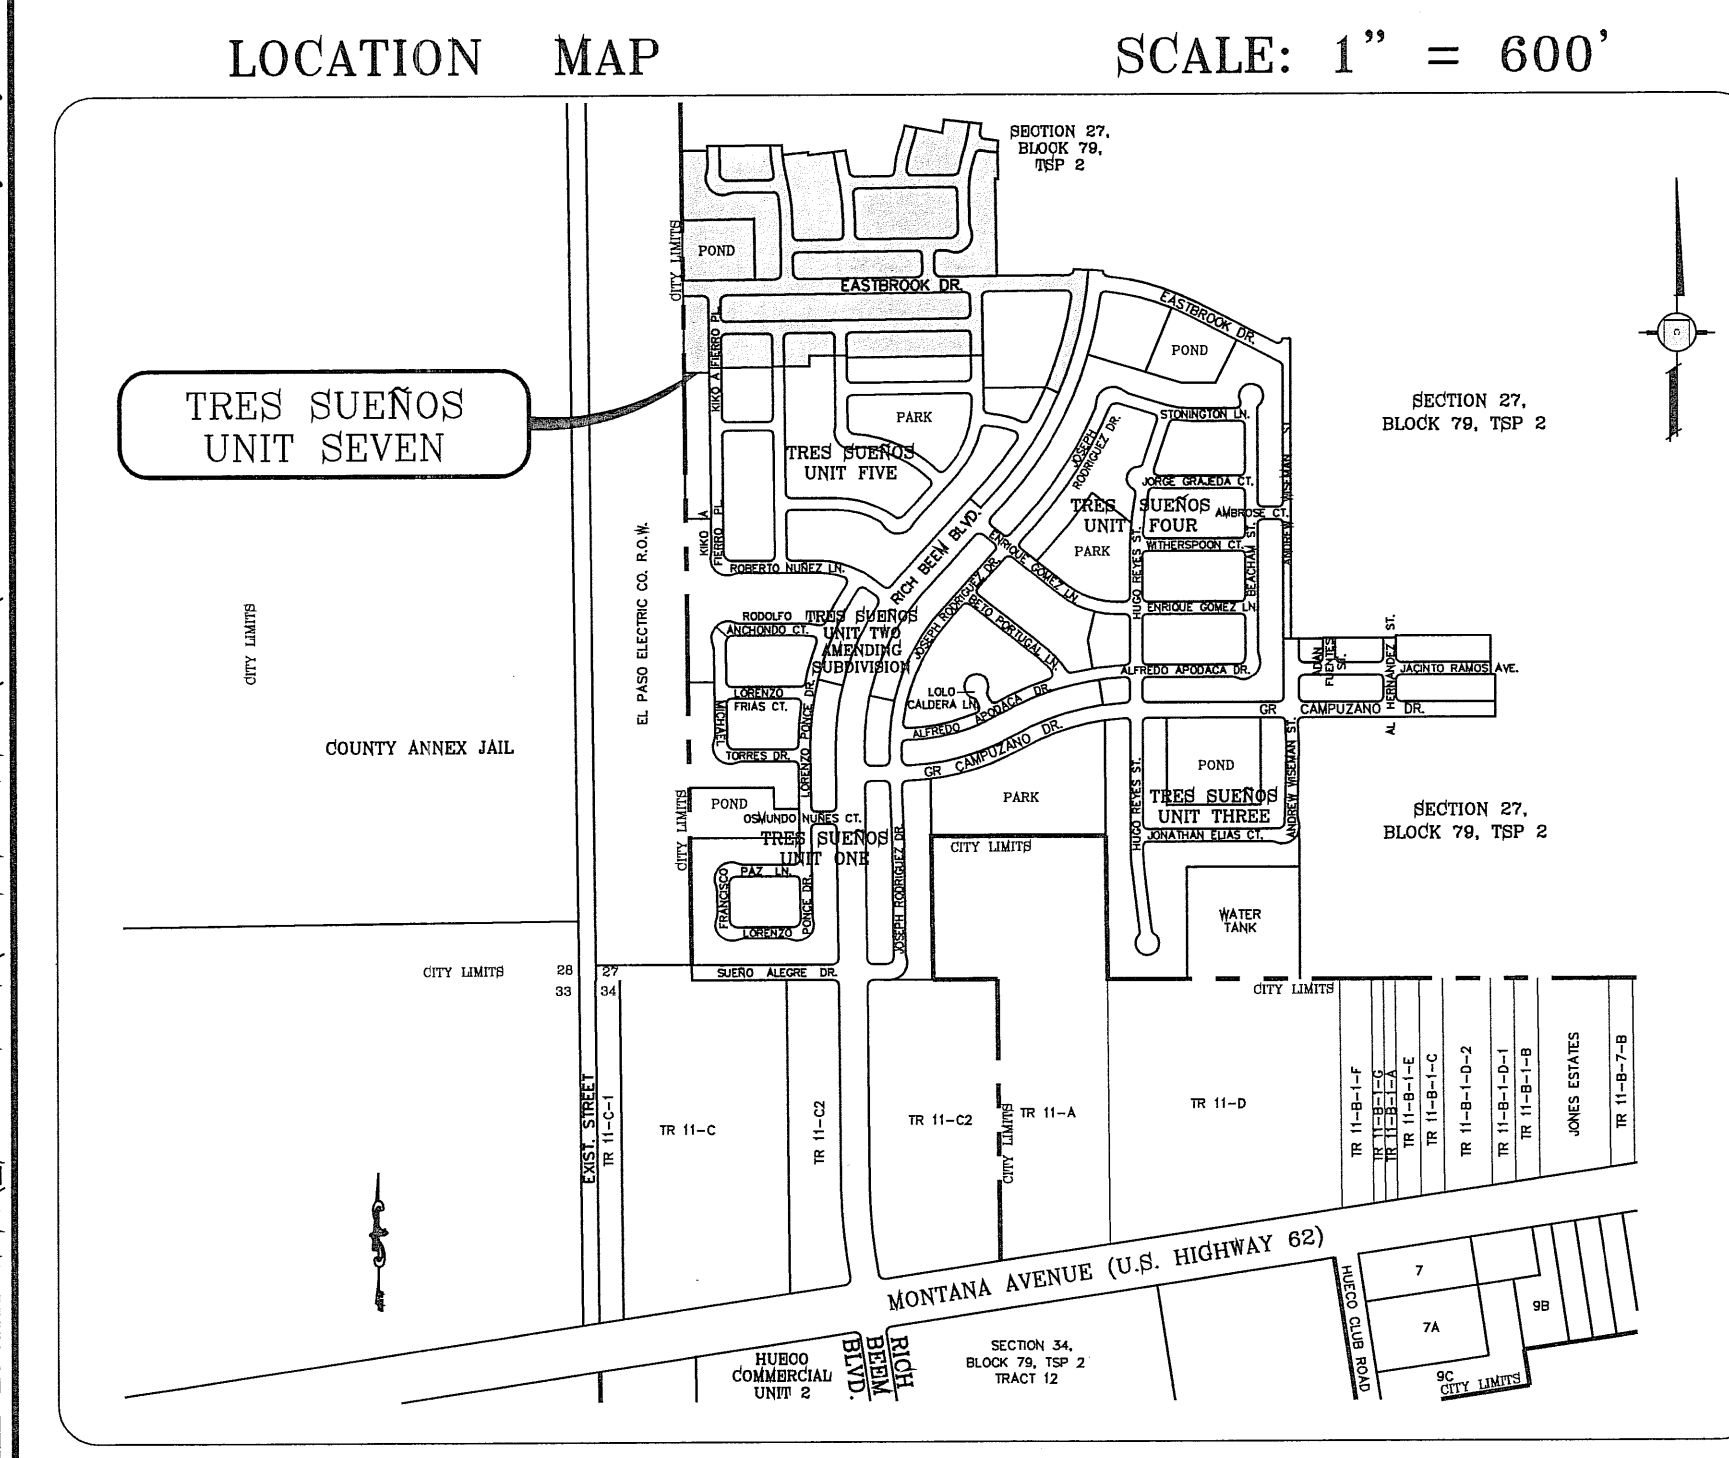 LOCATION MAP
SCALE: 1” = 600’
SECTION 27,
BLOCK 79,
TSP 2
CITY LIMITS
POND
EASTBROOK DR.
EASTBROOK DR.
POND
KIKO A FIERRO PL.
TRES SUEÑOS
UNIT SEVEN
PARK
STONINGTON LN.
SECTION 27,
BLOCK 79, TSP 2
JOSEPH
RODRIGUEZ DR.
TRES SUEÑOS
UNIT FIVE
JORGE GRAJEDA CT.
ANDREW WISEMAN ST.
TRES SUEÑOS
UNIT FOUR
AMBROSE CT.
KIKO A
FIERRO PL.
RICH BEEM BLVD.
PARK
WITHERSPOON CT.
HUGO REYES ST.
BEACHAM ST.
ENRIQUE GOMEZ LN.
ENRIQUE GOMEZ LN.
ROBERTO NUÑEZ LN.
EL PASO ELECTRIC CO. R.O.W.
CITY LIMITS
RODOLFO
ANCHONDO CT.
TRES SUEÑOS
UNIT TWO
AMENDING
SUBDIVISION
JOSEPH RODRIGUEZ DR.
BETO PORTUGAL LN.
ALFREDO APODACA DR.
ADAN
FUENTES
ST.
AL HERNANDEZ ST.
JACINTO RAMOS AVE.
LORENZO
FRIAS CT.
MICHAEL
TORRES DR.
LORENZO PONCE DR.
LOLO
CALDERA LN.
ALFREDO APODACA DR.
GR CAMPUZANO DR.
GR CAMPUZANO DR.
COUNTY ANNEX JAIL
POND
PARK
POND
HUGO REYES ST.
ANDREW WISEMAN ST.
TRES SUEÑOS
UNIT THREE
JONATHAN ELIAS CT.
SECTION 27,
BLOCK 79, TSP 2
CITY LIMITS
OSMUNDO NUÑES CT.
TRES SUEÑOS
UNIT ONE
CITY LIMITS
FRANCISCO
PAZ LN.
LORENZO
PONCE DR.
JOSEPH RODRIGUEZ DR.
WATER
TANK
CITY LIMITS
28 27
33 34
SUEÑO ALEGRE DR.
CITY LIMITS
EXIST. STREET
TR 11-C-1
TR 11-C
TR 11-C2
TR 11-C2
CITY LIMITS
TR 11-A
TR 11-D
TR 11-B-1-F
TR 11-B-1-G
TR 11-B-1-A
TR 11-B-1-E
TR 11-B-1-C
TR 11-B-1-D-2
TR 11-B-1-D-1
TR 11-B-1-B
JONES ESTATES
TR 11-B-7-B
MONTANA AVENUE (U.S. HIGHWAY 62)
HUECO CLUB ROAD
7
7A
9B
9C
CITY LIMITS
HUECO
COMMERCIAL
UNIT 2
RICH
BEEM
BLVD.
SECTION 34,
BLOCK 79, TSP 2
TRACT 12